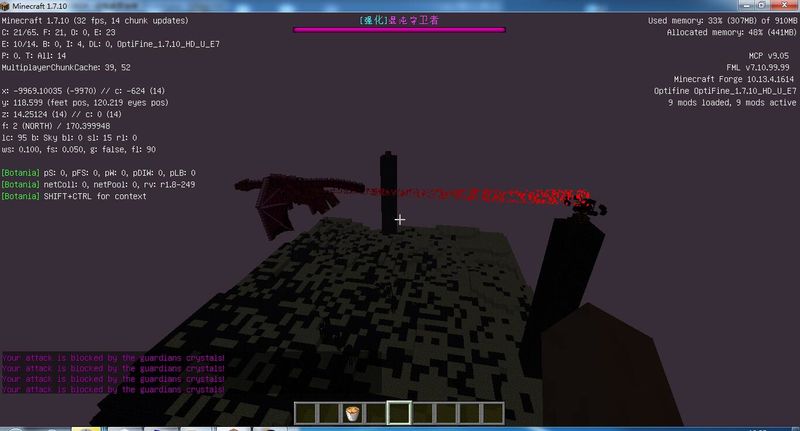 Minecraft 1.7.10
Minecraft 1.7.10 (32 fps, 14 chunk updates)
C: 21/65. F: 21, O: 0, E: 23
E: 10/14. B: 0, I: 4, DL: 0, OptiFine_1.7.10_HD_U_E7
P: 0, T: All: 14
MultiplayerChunkCache: 39, 52
x: -9969.10035 (-9970) // c: -624 (14)
y: 118.599 (feet pos, 120.219 eyes pos)
z: 14.25124 (14) // c: 0 (14)
f: 2 (NORTH) / 170.399948
lc: 95 b: Sky bl: 0 sl: 15 rl: 0
ws: 0.100, fs: 0.050, g: false, fl: 90
[Botania] pS: 0, pFS: 0, pW: 0, pDIW: 0, pLB: 0
[Botania] netColl: 0, netPool: 0, rv: r1.8-249
[Botania] SHIFT+CTRL for context
[强化]混沌守卫者
Used memory: 33% (307MB) of 910MB
Allocated memory: 48% (441MB)
MCP v9.05
FML v7.10.99.99
Minecraft Forge 10.13.4.1614
Optifine OptiFine_1.7.10_HD_U_E7
9 mods loaded, 9 mods active
Your attack is blocked by the guardians crystals!
Your attack is blocked by the guardians crystals!
Your attack is blocked by the guardians crystals!
Your attack is blocked by the guardians crystals!